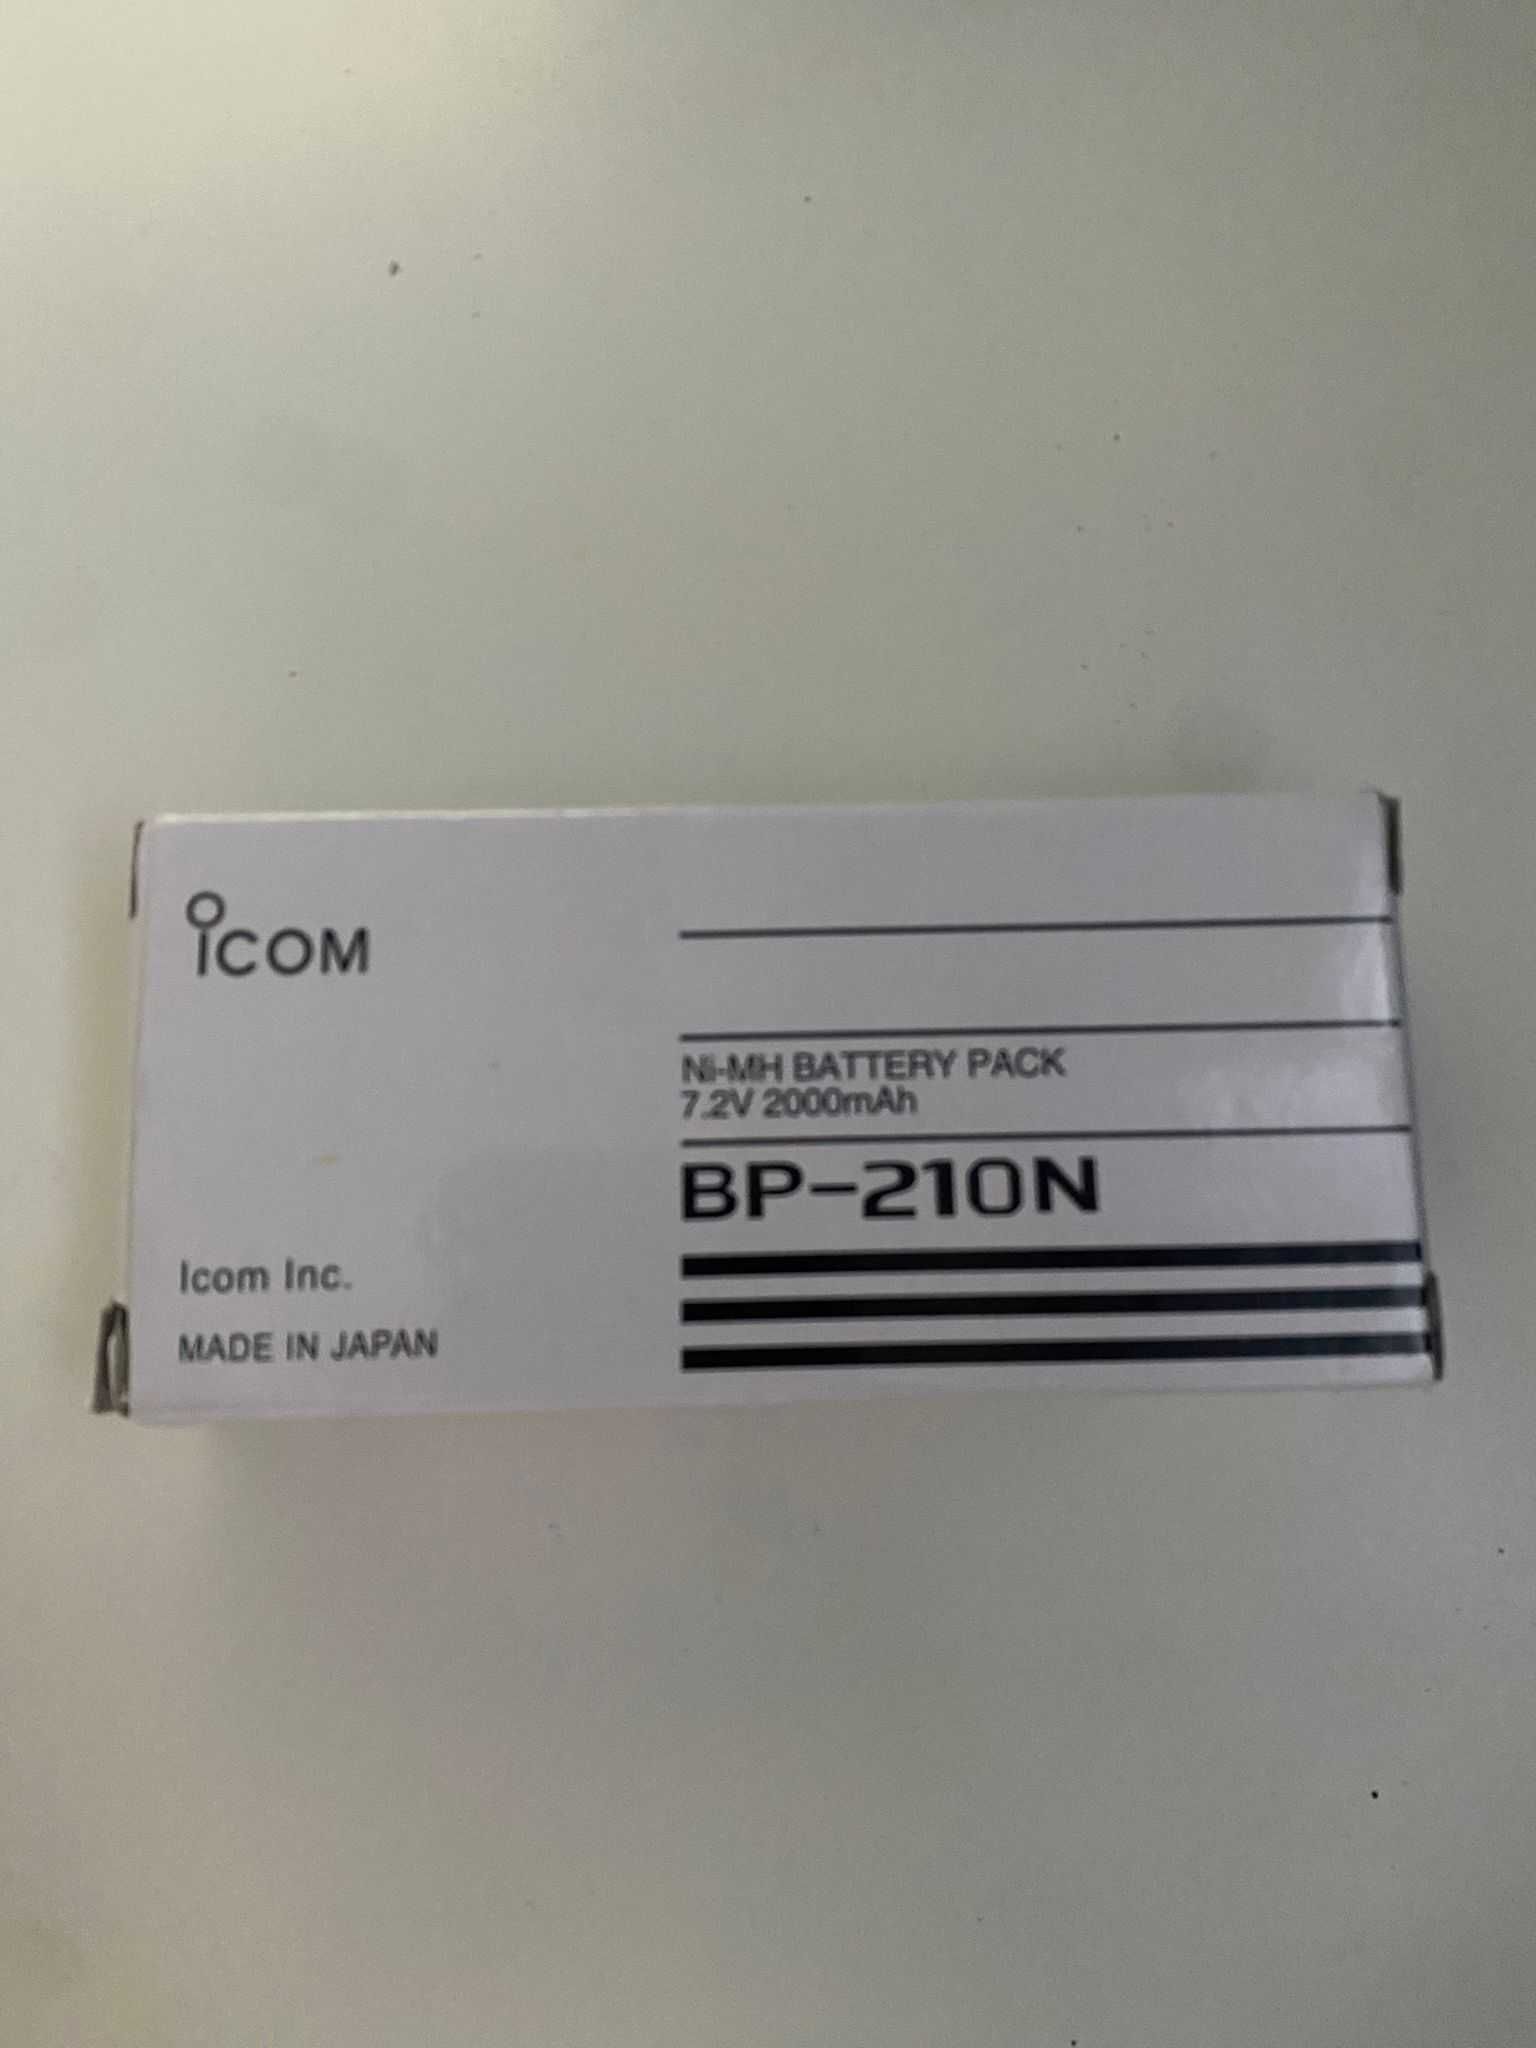 iCOM
Ni-MH BATTERY PACK
7.2V 2000mAh
BP-210N
Icom Inc.
MADE IN JAPAN